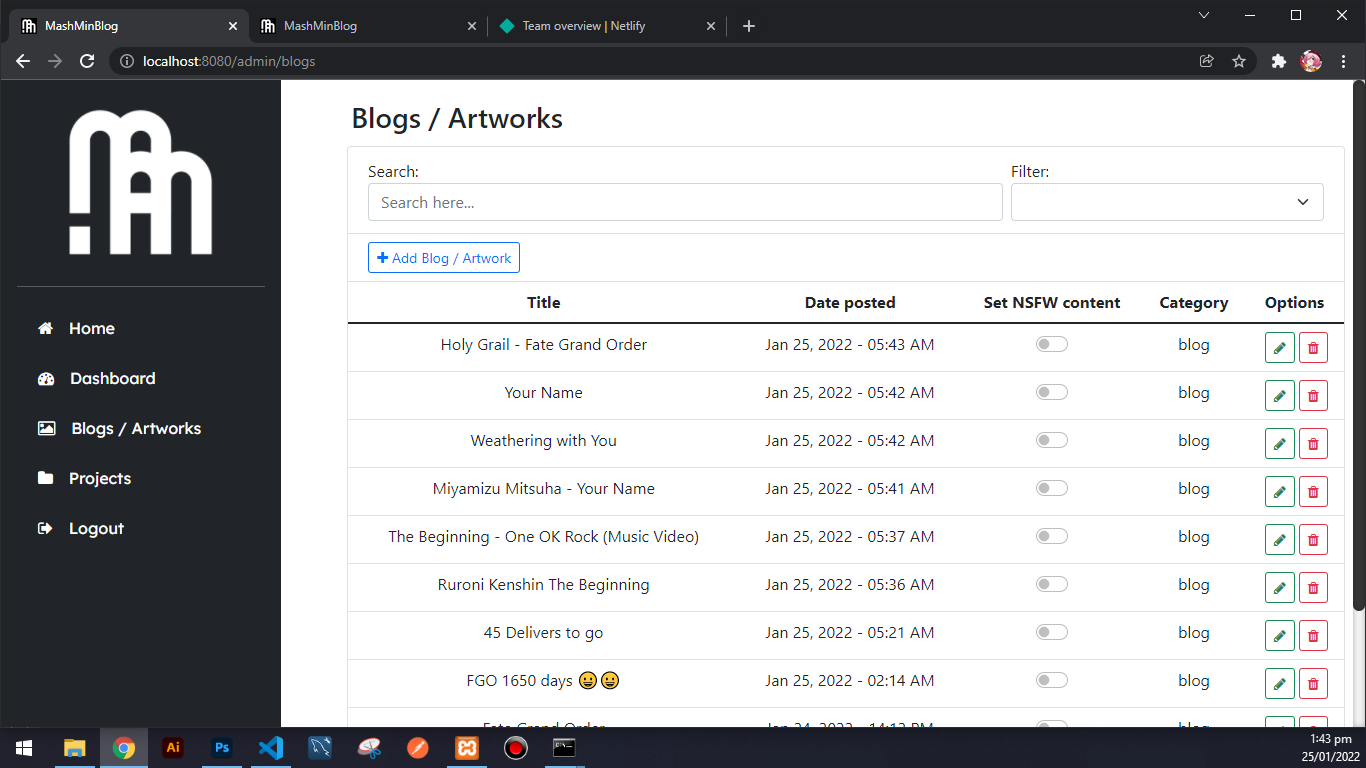 MashMinBlog
MashMinBlog
Team overview | Netlify
localhost:8080/admin/blogs
Blogs / Artworks
Search:
Filter:
Search here...
Add Blog / Artwork
Title Date posted Set NSFW content Category Options
Home
Dashboard
Blogs / Artworks
Projects
Logout
Holy Grail - Fate Grand Order Jan 25, 2022 - 05:43 AM blog
Your Name Jan 25, 2022 - 05:42 AM blog
Weathering with You Jan 25, 2022 - 05:42 AM blog
Miyamizu Mitsuha - Your Name Jan 25, 2022 - 05:41 AM blog
The Beginning - One OK Rock (Music Video) Jan 25, 2022 - 05:37 AM blog
Ruroni Kenshin The Beginning Jan 25, 2022 - 05:36 AM blog
45 Delivers to go Jan 25, 2022 - 05:21 AM blog
FGO 1650 days 😀😀 Jan 25, 2022 - 02:14 AM blog
Fate Grand Order
Ai
Ps
1:43 pm
25/01/2022